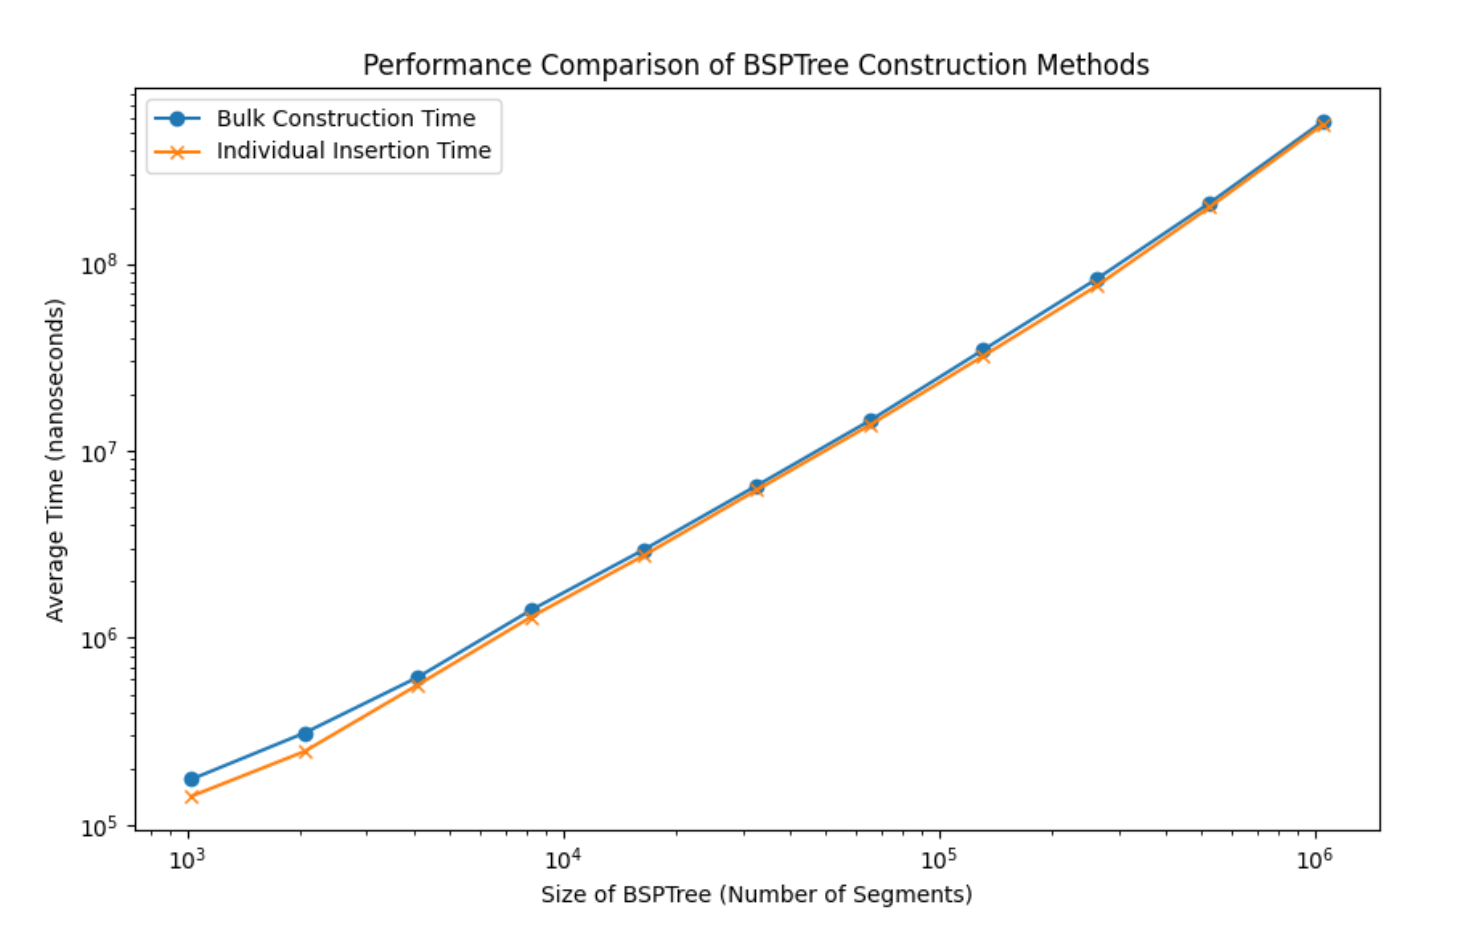 Performance Comparison of BSPTree Construction Methods
Bulk Construction Time
Individual Insertion Time
Average Time (nanoseconds)
10⁸
10⁷
10⁶
10⁵
10³ 10⁴ 10⁵ 10⁶
Size of BSPTree (Number of Segments)